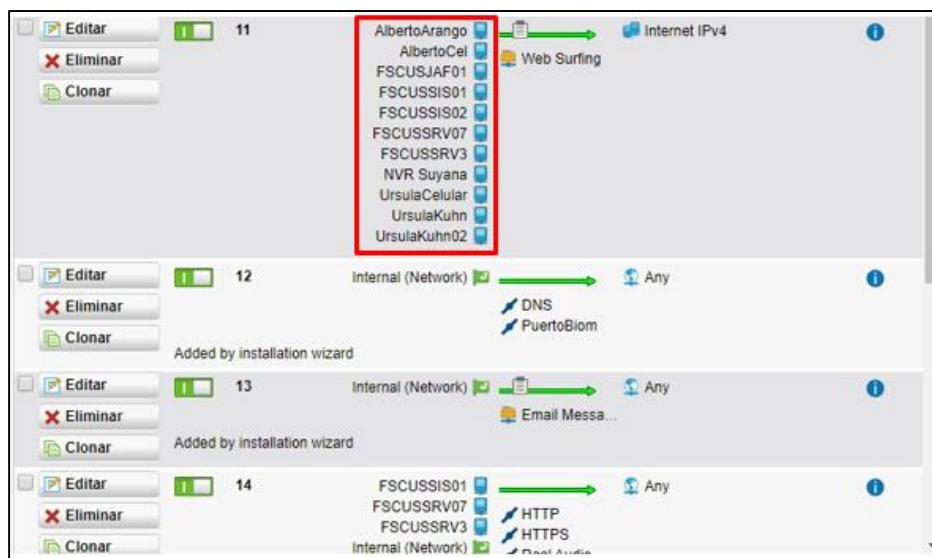 Editar
Eliminar
Clonar
11
AlbertoArango
AlbertoCel
FSCUSJAF01
FSCUSSIS01
FSCUSSIS02
FSCUSSRV07
FSCUSSRV3
NVR Suyana
UrsulaCelular
UrsulaKuhn
UrsulaKuhn02
Web Surfing
Internet IPv4
Editar
Eliminar
Clonar
12
Internal (Network)
DNS
PuertoBiom
Any
Added by installation wizard
Editar
Eliminar
Clonar
13
Internal (Network)
Email Messa...
Any
Added by installation wizard
Editar
Eliminar
Clonar
14
FSCUSSIS01
FSCUSSRV07
FSCUSSRV3
Internal (Network)
HTTP
HTTPS
Real Audio
Any